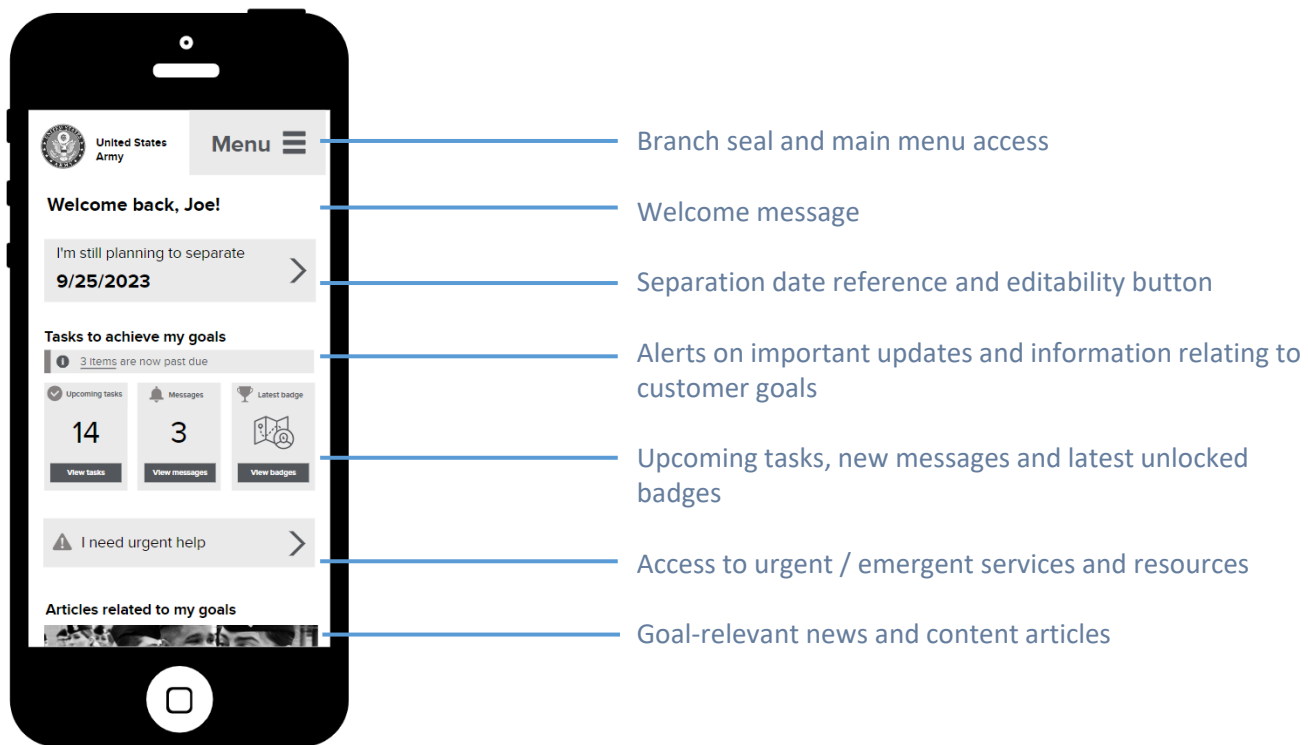 United States
Army
Menu
Branch seal and main menu access
Welcome back, Joe!
Welcome message
I'm still planning to separate
9/25/2023
Separation date reference and editability button
Tasks to achieve my goals
3 items are now past due
Alerts on important updates and information relating to
customer goals
Upcoming tasks
Messages
Latest badge
14
3
View tasks
View messages
View badges
Upcoming tasks, new messages and latest unlocked
badges
I need urgent help
Access to urgent / emergent services and resources
Articles related to my goals
Goal-relevant news and content articles